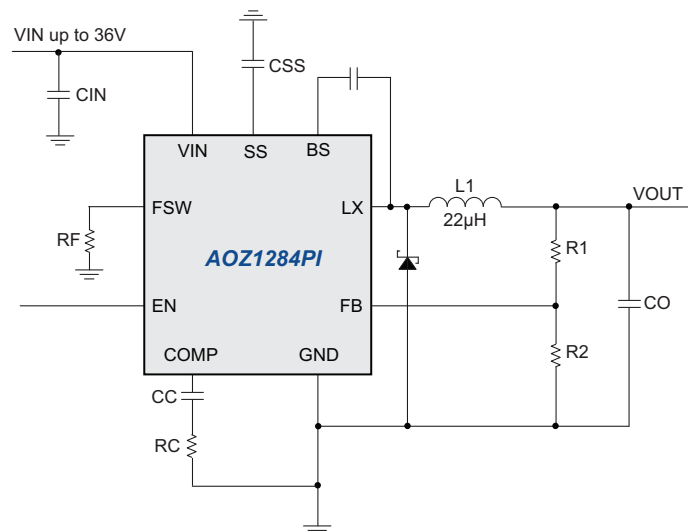 VIN up to 36V
CSS
CIN
VIN
SS
BS
L1
VOUT
FSW
LX
22µH
R1
RF
AOZ1284PI
EN
FB
CO
R2
COMP
GND
CC
RC